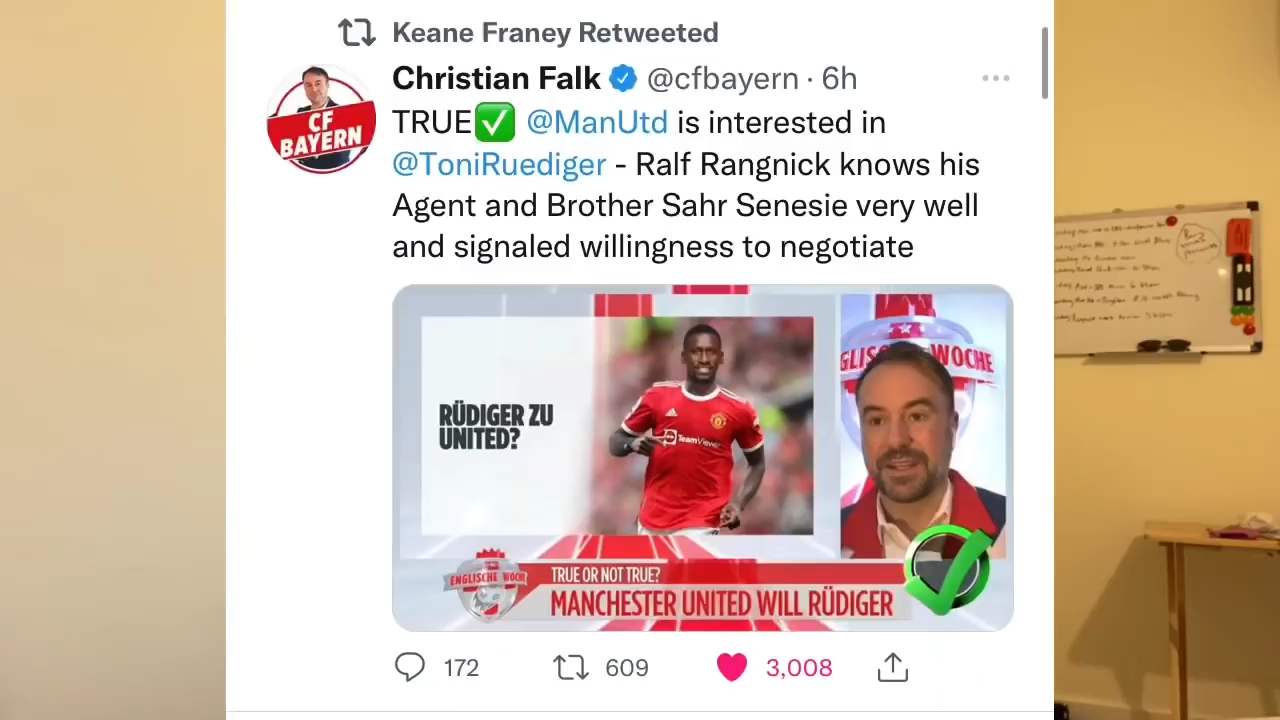 Keane Franey Retweeted
Christian Falk @cfbayern · 6h
TRUE✅ @ManUtd is interested in
@ToniRuediger - Ralf Rangnick knows his
Agent and Brother Sahr Senesie very well
and signaled willingness to negotiate
CF
BAYERN
RÜDIGER ZU
UNITED?
TeamViewer
WOCHE
ENGLISCHE WOCHE
TRUE OR NOT TRUE?
MANCHESTER UNITED WILL RÜDIGER
172 609 3,008